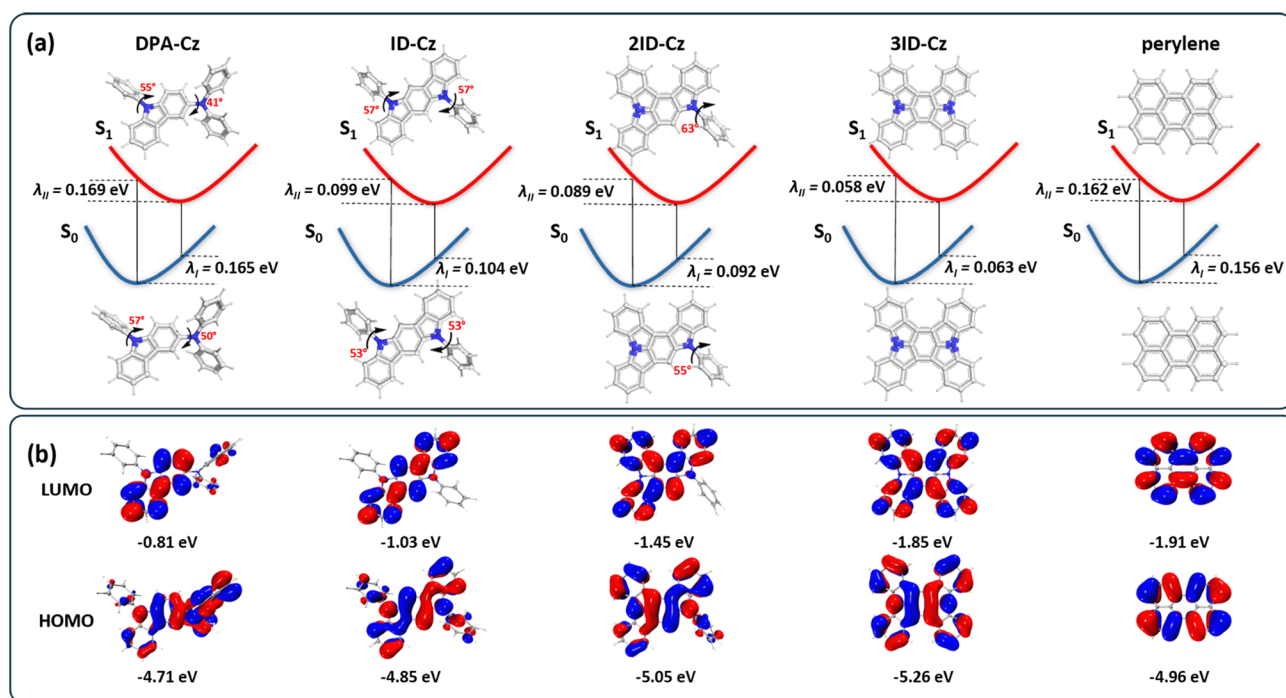 (a)
DPA-Cz ID-Cz 2ID-Cz 3ID-Cz perylene
55° 41° 57° 57° 63°
S1 S1 S1 S1 S1
λII = 0.169 eV λII = 0.099 eV λII = 0.089 eV λII = 0.058 eV λII = 0.162 eV
S0 S0 S0 S0 S0
λI = 0.165 eV λI = 0.104 eV λI = 0.092 eV λI = 0.063 eV λI = 0.156 eV
57° 50° 53° 53° 55°
(b)
LUMO
-0.81 eV -1.03 eV -1.45 eV -1.85 eV -1.91 eV
HOMO
-4.71 eV -4.85 eV -5.05 eV -5.26 eV -4.96 eV